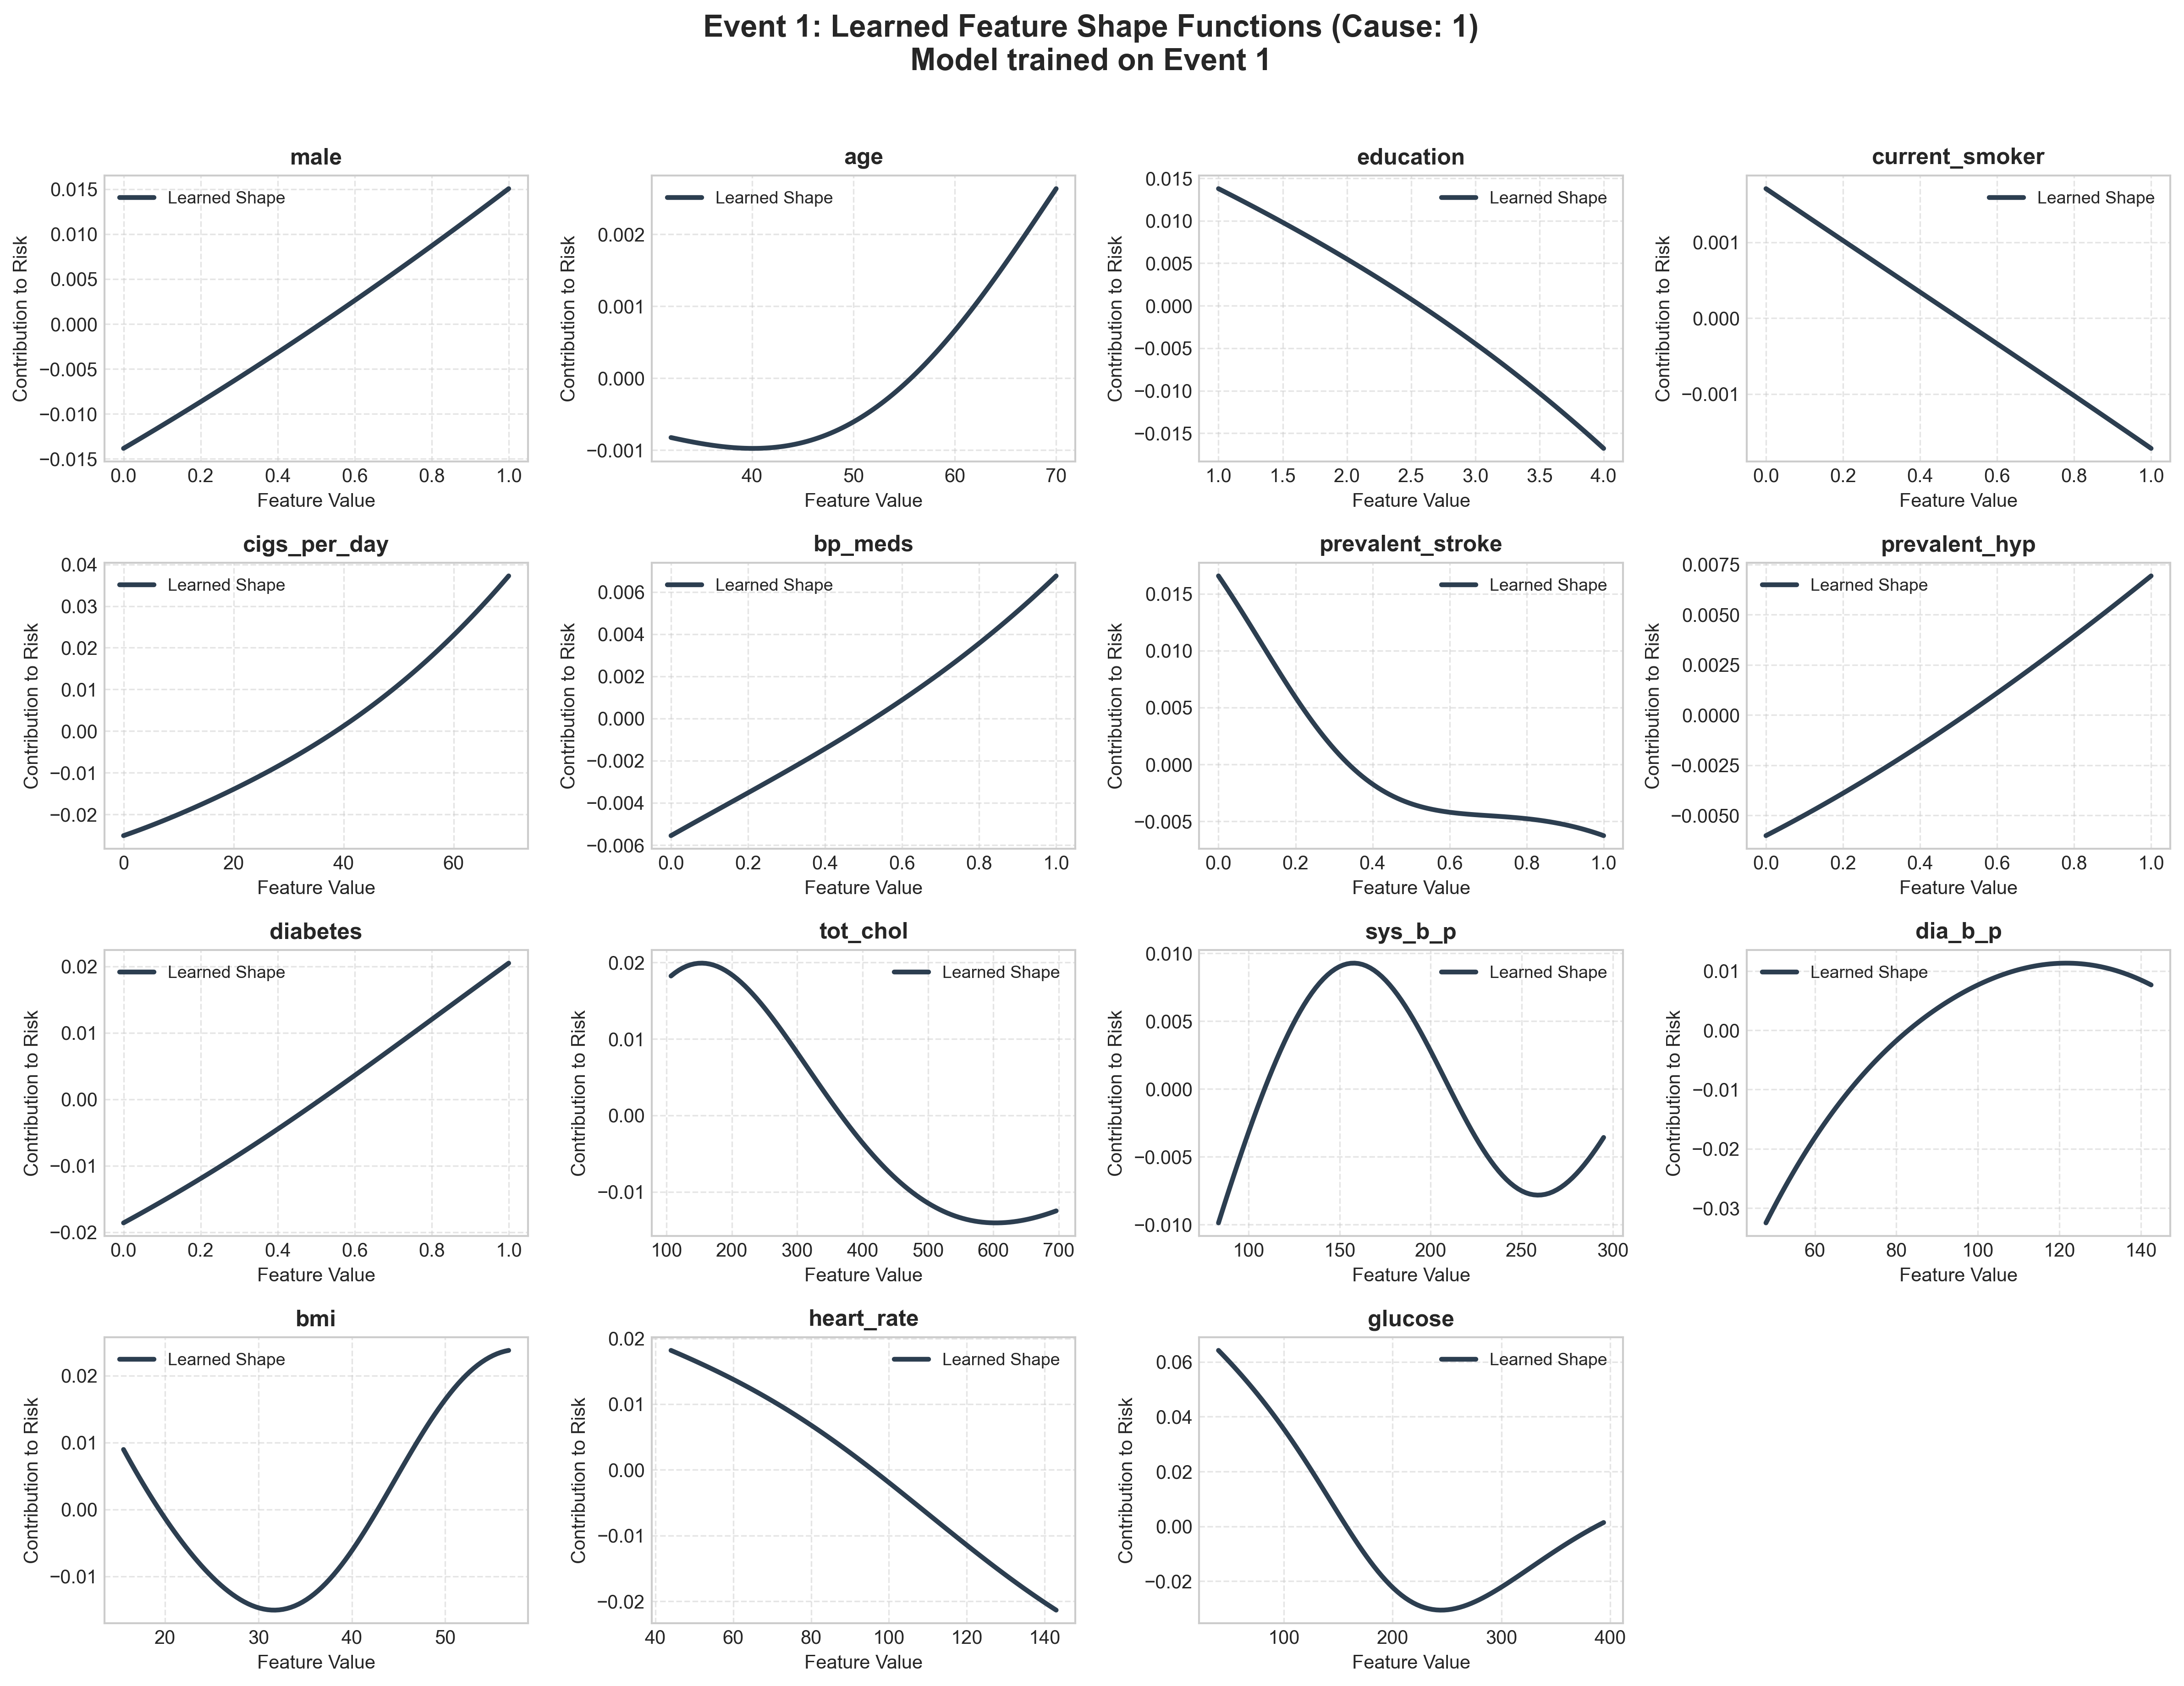 Event 1: Learned Feature Shape Functions (Cause: 1)
Model trained on Event 1
male
Learned Shape
Contribution to Risk
0.015
0.010
0.005
0.000
−0.005
−0.010
−0.015
0.0 0.2 0.4 0.6 0.8 1.0
Feature Value
age
Learned Shape
Contribution to Risk
0.002
0.001
0.000
−0.001
40 50 60 70
Feature Value
education
Learned Shape
Contribution to Risk
0.015
0.010
0.005
0.000
−0.005
−0.010
−0.015
1.0 1.5 2.0 2.5 3.0 3.5 4.0
Feature Value
current_smoker
Learned Shape
Contribution to Risk
0.001
0.000
−0.001
0.0 0.2 0.4 0.6 0.8 1.0
Feature Value
cigs_per_day
Learned Shape
Contribution to Risk
0.04
0.03
0.02
0.01
0.00
−0.01
−0.02
0 20 40 60
Feature Value
bp_meds
Learned Shape
Contribution to Risk
0.006
0.004
0.002
0.000
−0.002
−0.004
−0.006
0.0 0.2 0.4 0.6 0.8 1.0
Feature Value
prevalent_stroke
Learned Shape
Contribution to Risk
0.015
0.010
0.005
0.000
−0.005
0.0 0.2 0.4 0.6 0.8 1.0
Feature Value
prevalent_hyp
Learned Shape
Contribution to Risk
0.0075
0.0050
0.0025
0.0000
−0.0025
−0.0050
0.0 0.2 0.4 0.6 0.8 1.0
Feature Value
diabetes
Learned Shape
Contribution to Risk
0.02
0.01
0.00
−0.01
−0.02
0.0 0.2 0.4 0.6 0.8 1.0
Feature Value
tot_chol
Learned Shape
Contribution to Risk
0.02
0.01
0.00
−0.01
100 200 300 400 500 600 700
Feature Value
sys_b_p
Learned Shape
Contribution to Risk
0.010
0.005
0.000
−0.005
−0.010
100 150 200 250 300
Feature Value
dia_b_p
Learned Shape
Contribution to Risk
0.01
0.00
−0.01
−0.02
−0.03
60 80 100 120 140
Feature Value
bmi
Learned Shape
Contribution to Risk
0.02
0.01
0.00
−0.01
20 30 40 50
Feature Value
heart_rate
Learned Shape
Contribution to Risk
0.02
0.01
0.00
−0.01
−0.02
40 60 80 100 120 140
Feature Value
glucose
Learned Shape
Contribution to Risk
0.06
0.04
0.02
0.00
−0.02
100 200 300 400
Feature Value